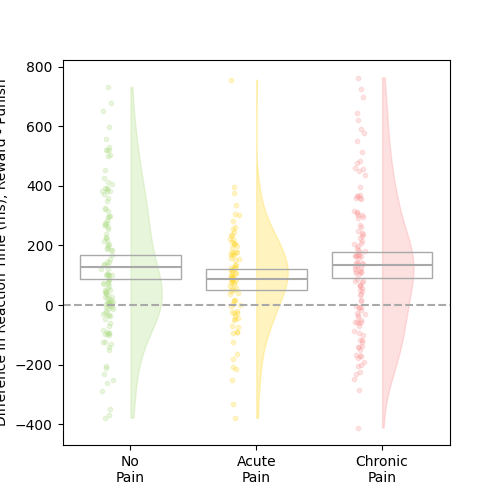 Difference in Reaction Time (ms), Reward * Punish
800
600
400
200
0
−200
−400
No
Pain
Acute
Pain
Chronic
Pain